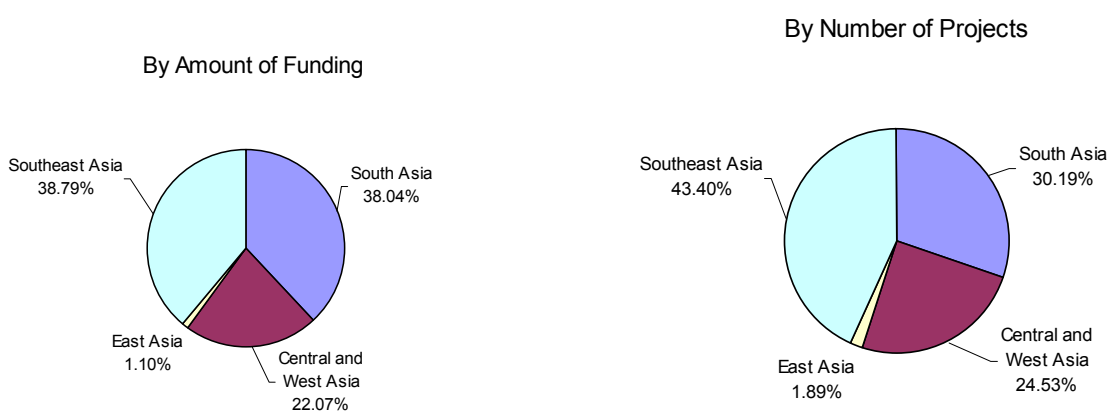 By Amount of Funding
Southeast Asia
38.79%
South Asia
38.04%
East Asia
1.10%
Central and
West Asia
22.07%
By Number of Projects
Southeast Asia
43.40%
South Asia
30.19%
East Asia
1.89%
Central and
West Asia
24.53%